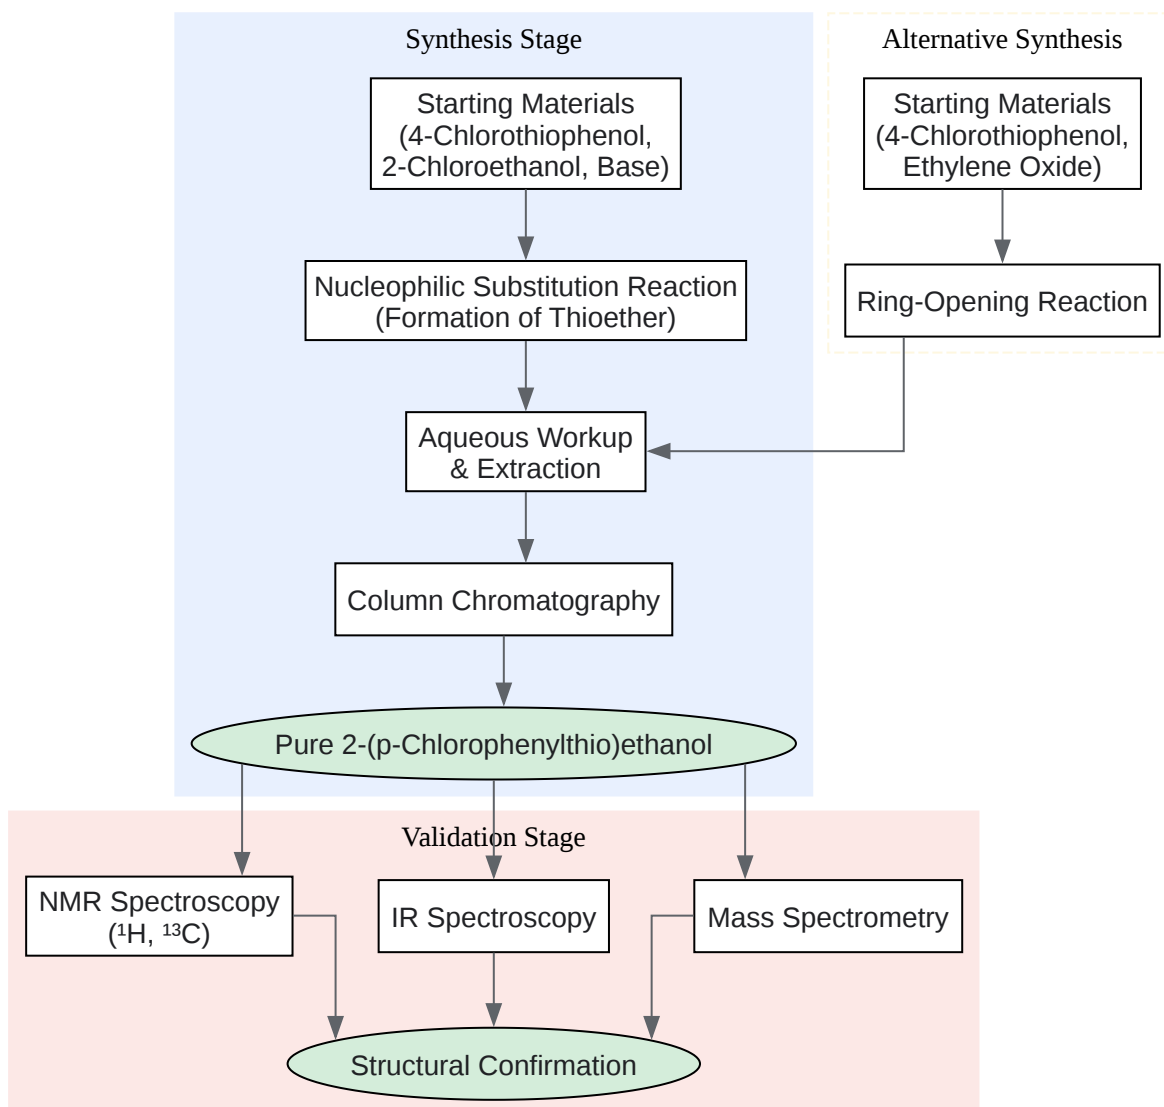 Synthesis Stage
Starting Materials
(4-Chlorothiophenol,
2-Chloroethanol, Base)
Nucleophilic Substitution Reaction
(Formation of Thioether)
Aqueous Workup
& Extraction
Column Chromatography
Pure 2-(p-Chlorophenylthio)ethanol
Alternative Synthesis
Starting Materials
(4-Chlorothiophenol,
Ethylene Oxide)
Ring-Opening Reaction
Validation Stage
NMR Spectroscopy
(¹H, ¹³C)
IR Spectroscopy
Mass Spectrometry
Structural Confirmation